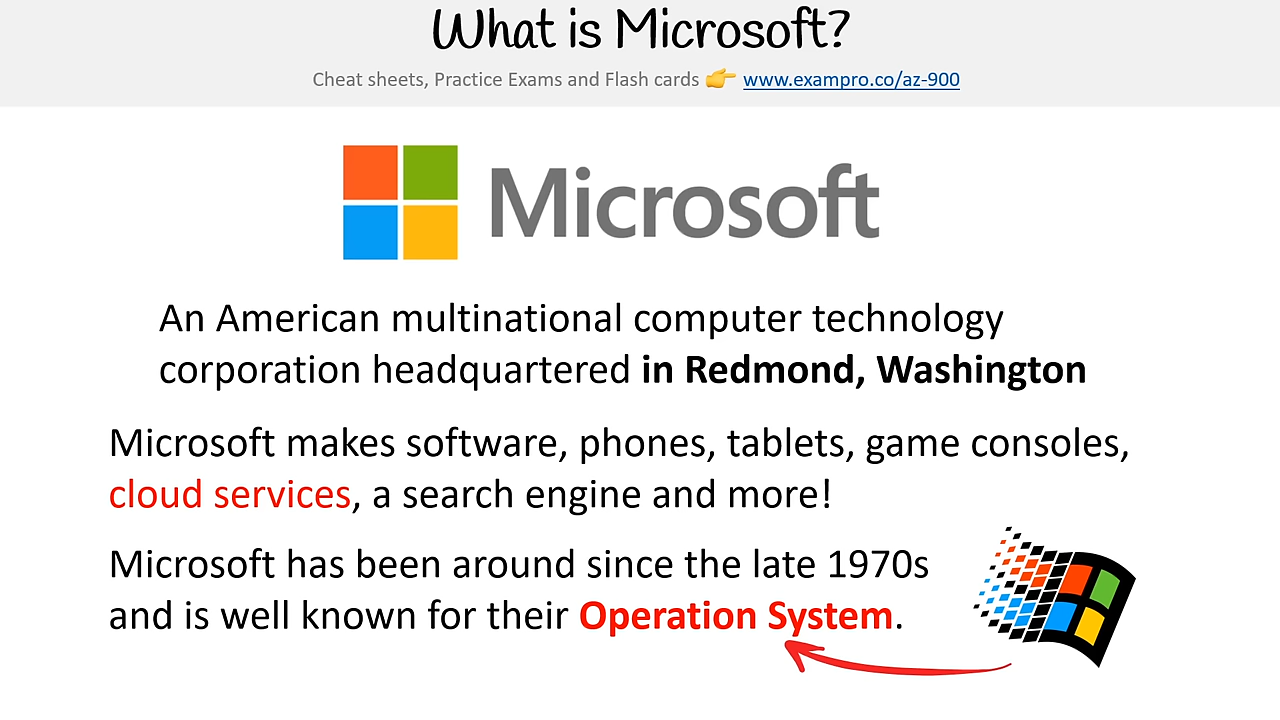 What is Microsoft?
Cheat sheets, Practice Exams and Flash cards 👉 www.exampro.co/az-900
Microsoft
An American multinational computer technology
corporation headquartered in Redmond, Washington
Microsoft makes software, phones, tablets, game consoles,
cloud services, a search engine and more!
Microsoft has been around since the late 1970s
and is well known for their Operation System.